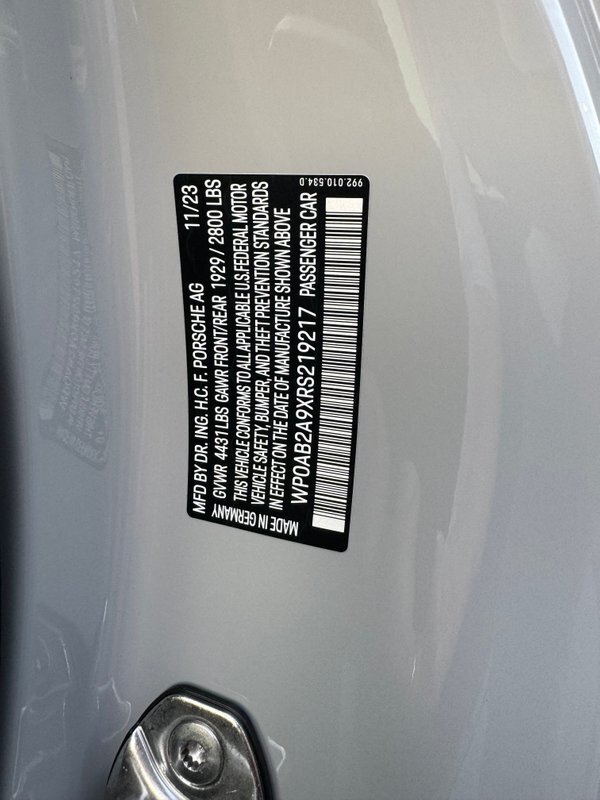 MFD BY DR. ING. H.C. F. PORSCHE AG 11/23
GVWR 4431 LBS GAWR FRONT/REAR 1929 / 2800 LBS
THIS VEHICLE CONFORMS TO ALL APPLICABLE U.S. FEDERAL MOTOR
VEHICLE SAFETY, BUMPER, AND THEFT PREVENTION STANDARDS
IN EFFECT ON THE DATE OF MANUFACTURE SHOWN ABOVE
WP0AB2A9XRS219217 PASSENGER CAR
MADE IN GERMANY
992.010.534.D